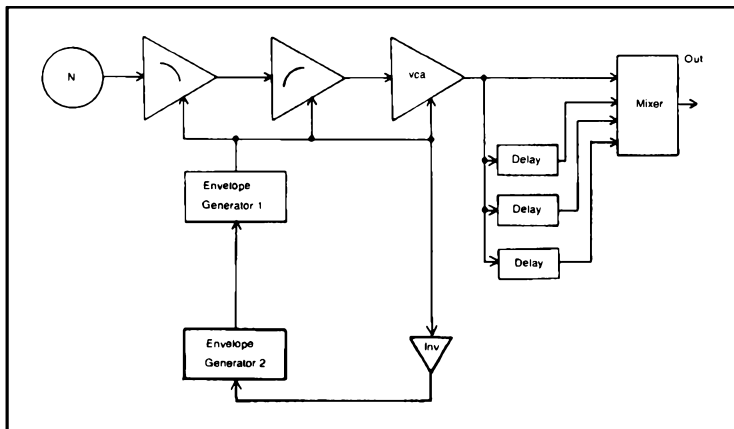 N
vca
Out
Mixer
Delay
Delay
Delay
Envelope
Generator 1
Envelope
Generator 2
Inv